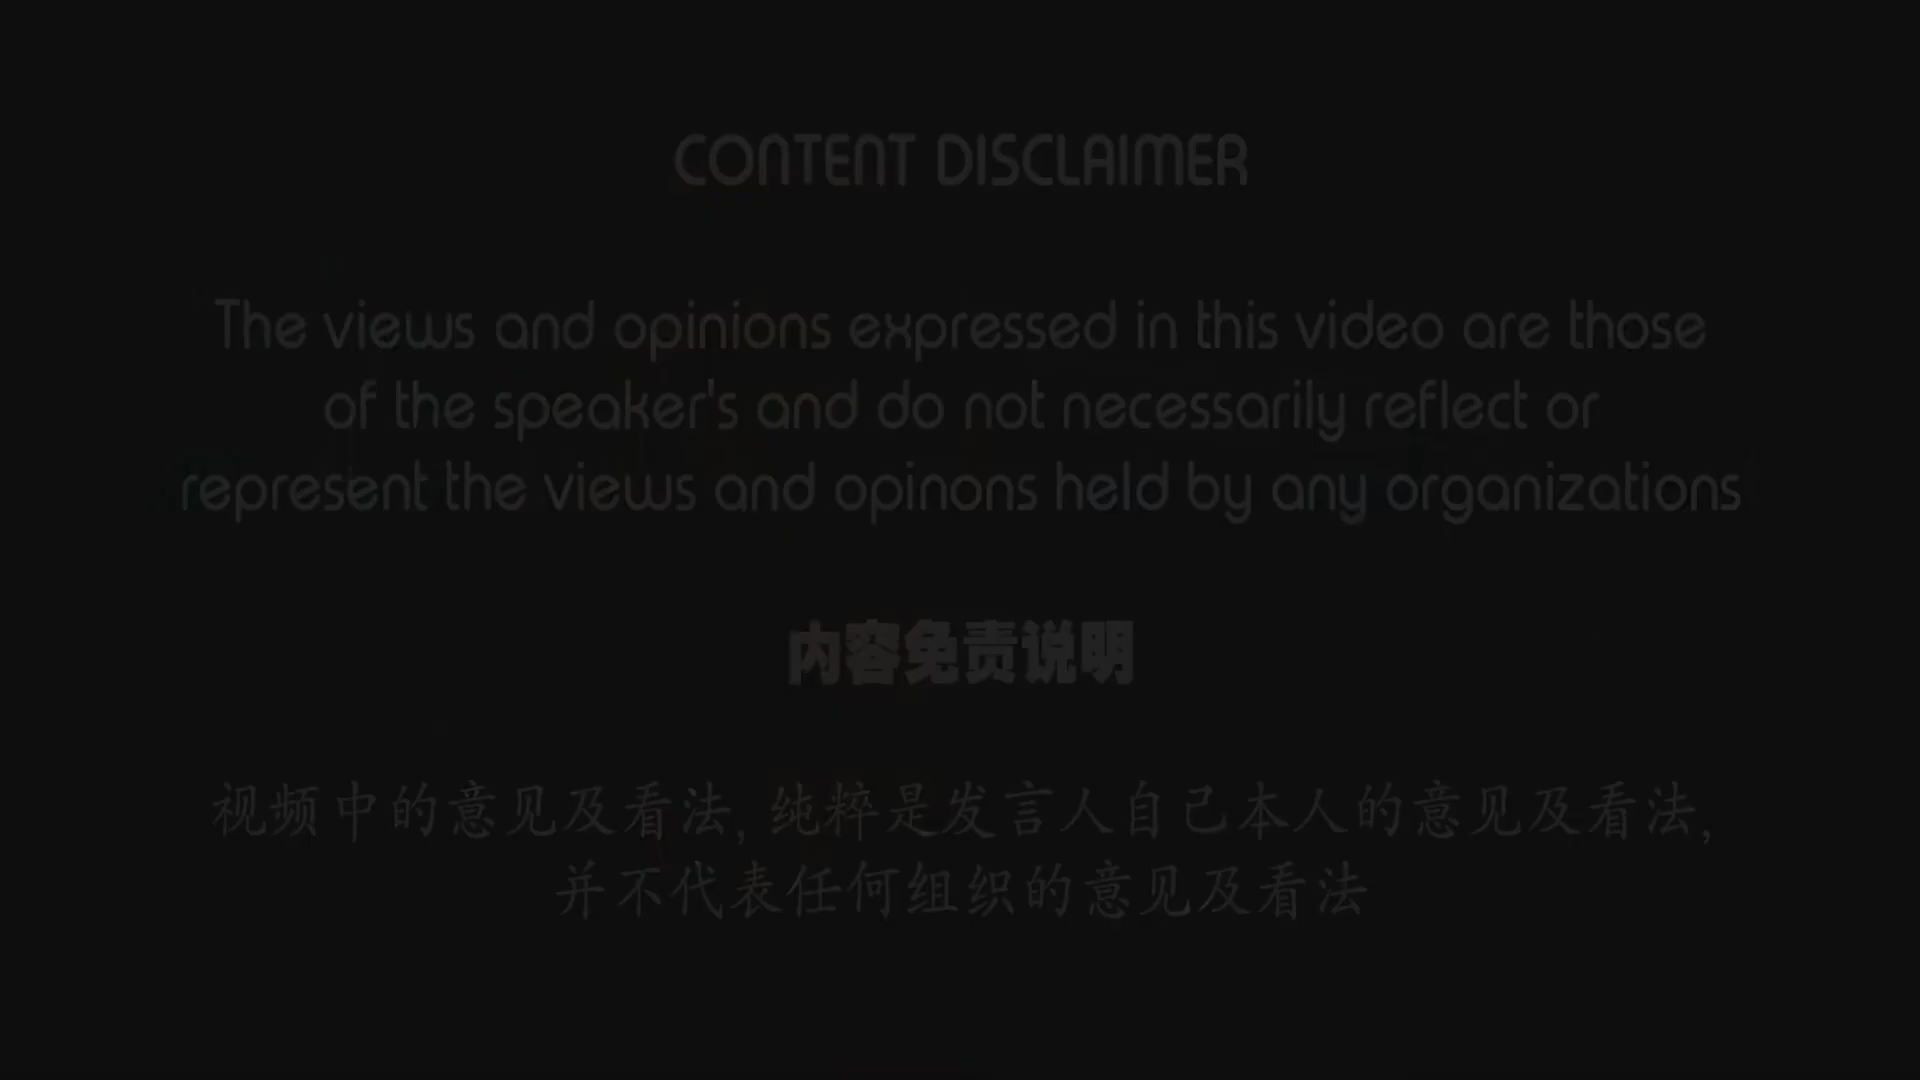 CONTENT DISCLAIMER
The views and opinions expressed in this video are those
of the speaker's and do not necessarily reflect or
represent the views and opinons held by any organizations
内容免责说明
视频中的意见及看法, 纯粹是发言人自己本人的意见及看法,
并不代表任何组织的意见及看法